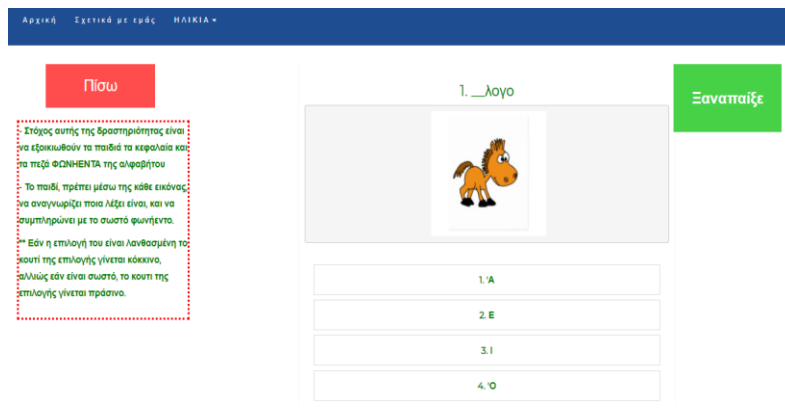 Αρχική Σχετικά με εμάς ΗΛΙΚΙΑ
Πίσω
- Στόχος αυτής της δραστηριότητας είναι
να εξοικιωθούν τα παιδιά τα κεφαλαία και
τα πεζά ΦΩΝΗΕΝΤΑ της αλφαβήτου
- Το παιδί, πρέπει μέσω της κάθε εικόνας,
να αναγνωρίζει ποια λέξει είναι, και να
συμπληρώνει με το σωστό φωνήεντο.
** Εάν η επιλογή του είναι λανθασμένη το
κουτί της επιλογής γίνεται κόκκινο,
αλλιώς εάν είναι σωστό, το κουτι της
επιλογής γίνεται πράσινο.
1. __λογο
1. Ά
2. Ε
3. Ι
4. Ό
Ξαναπαίξε